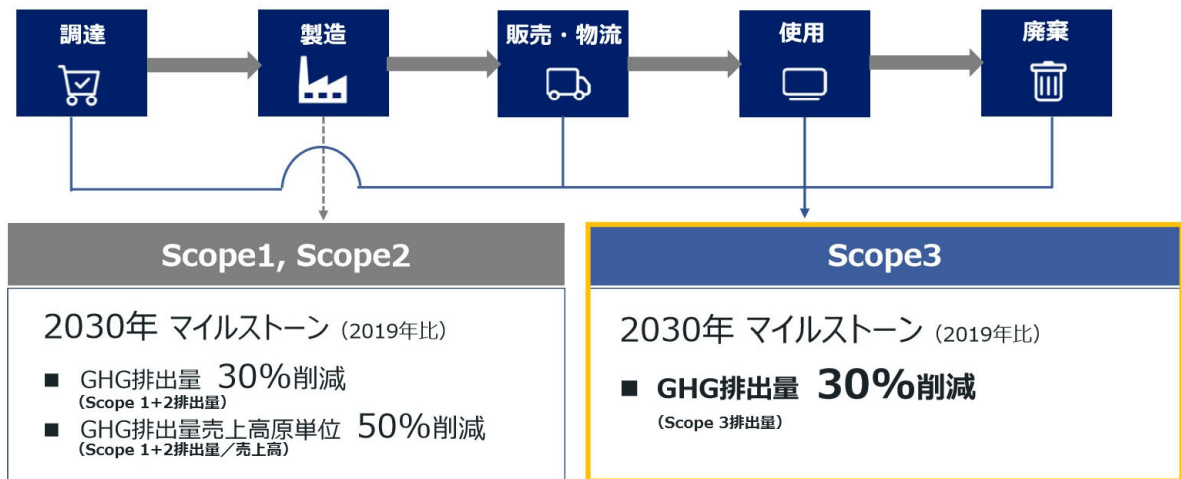 調達
製造
販売・物流
使用
廃棄
Scope1, Scope2
2030年 マイルストーン（2019年比）
■ GHG排出量 30%削減
（Scope 1+2排出量）
■ GHG排出量売上高原単位 50%削減
（Scope 1+2排出量／売上高）
Scope3
2030年 マイルストーン（2019年比）
■ GHG排出量 30%削減
（Scope 3排出量）